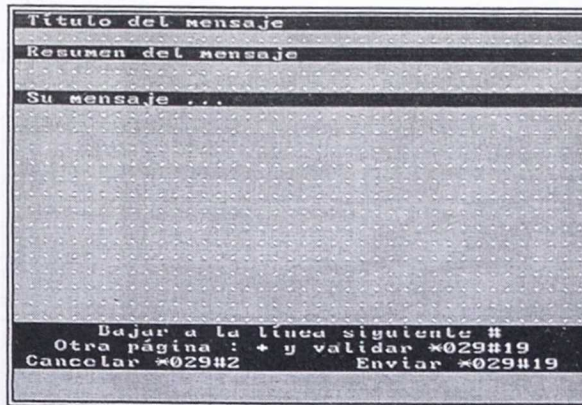 Título del mensaje
Resumen del mensaje
Su mensaje ...
Bajar a la línea siguiente #
Otra página : + y validar *029#19
Cancelar *029#2 Enviar *029#19